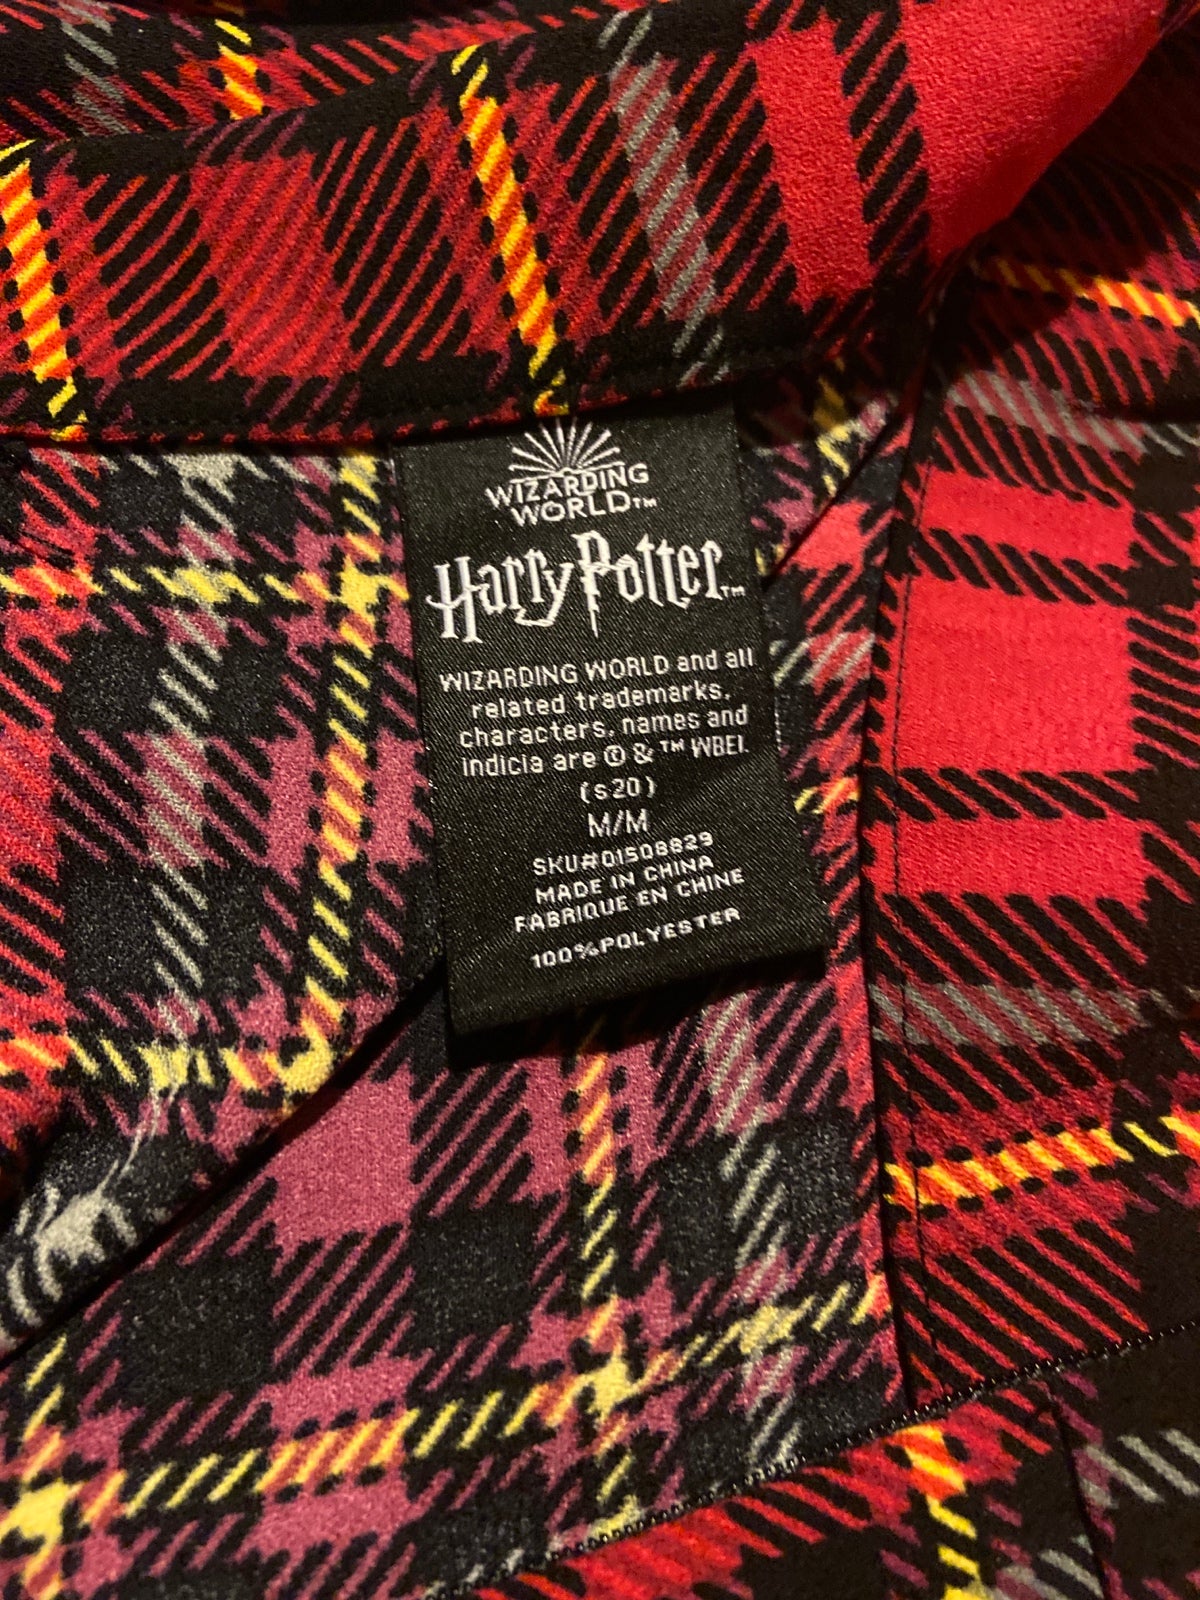 WIZARDING
WORLD™
Harry Potter™
WIZARDING WORLD and all
related trademarks,
characters, names and
indicia are ® & ™ WBEI.
(s20)
M/M
SKU#01508829
MADE IN CHINA
FABRIQUE EN CHINE
100%POLYESTER